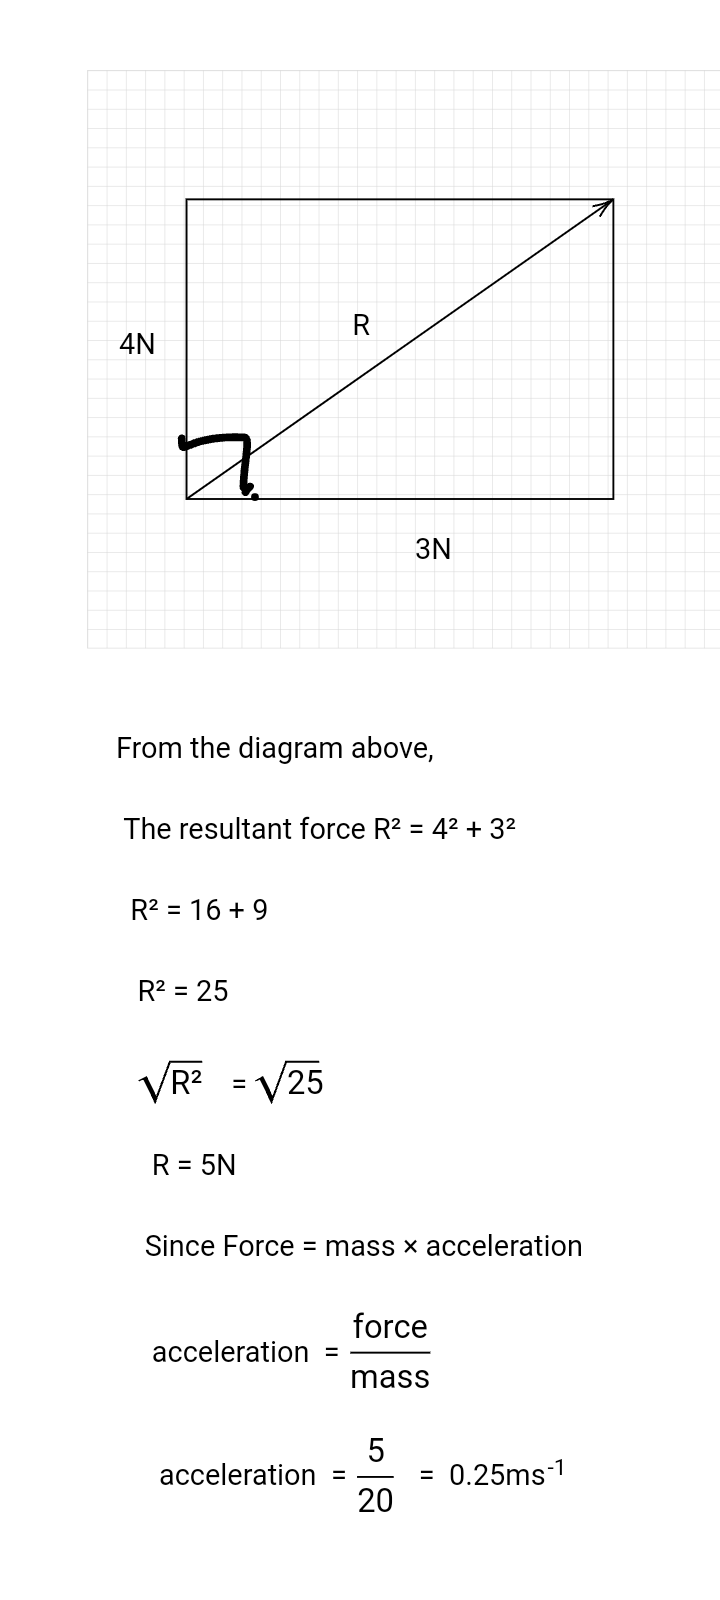 R
4N
3N
From the diagram above,
The resultant force R² = 4² + 3²
R² = 16 + 9
R² = 25
√R² = √25
R = 5N
Since Force = mass × acceleration
acceleration = force/mass
acceleration = 5/20 = 0.25ms⁻¹